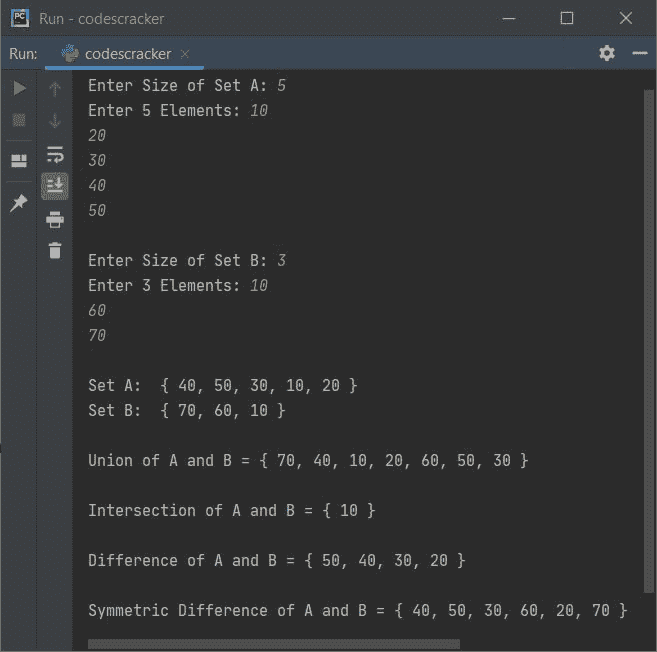 PC Run - codescracker
Run: codescracker
Enter Size of Set A: 5
Enter 5 Elements: 10
20
30
40
50
Enter Size of Set B: 3
Enter 3 Elements: 10
60
70
Set A:  { 40, 50, 30, 10, 20 }
Set B:  { 70, 60, 10 }
Union of A and B = { 70, 40, 10, 20, 60, 50, 30 }
Intersection of A and B = { 10 }
Difference of A and B = { 50, 40, 30, 20 }
Symmetric Difference of A and B = { 40, 50, 30, 60, 20, 70 }